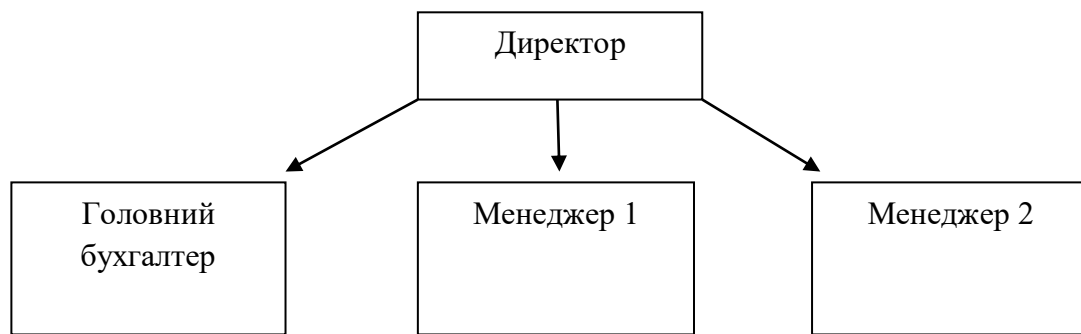 Директор
Головний
бухгалтер
Менеджер 1
Менеджер 2